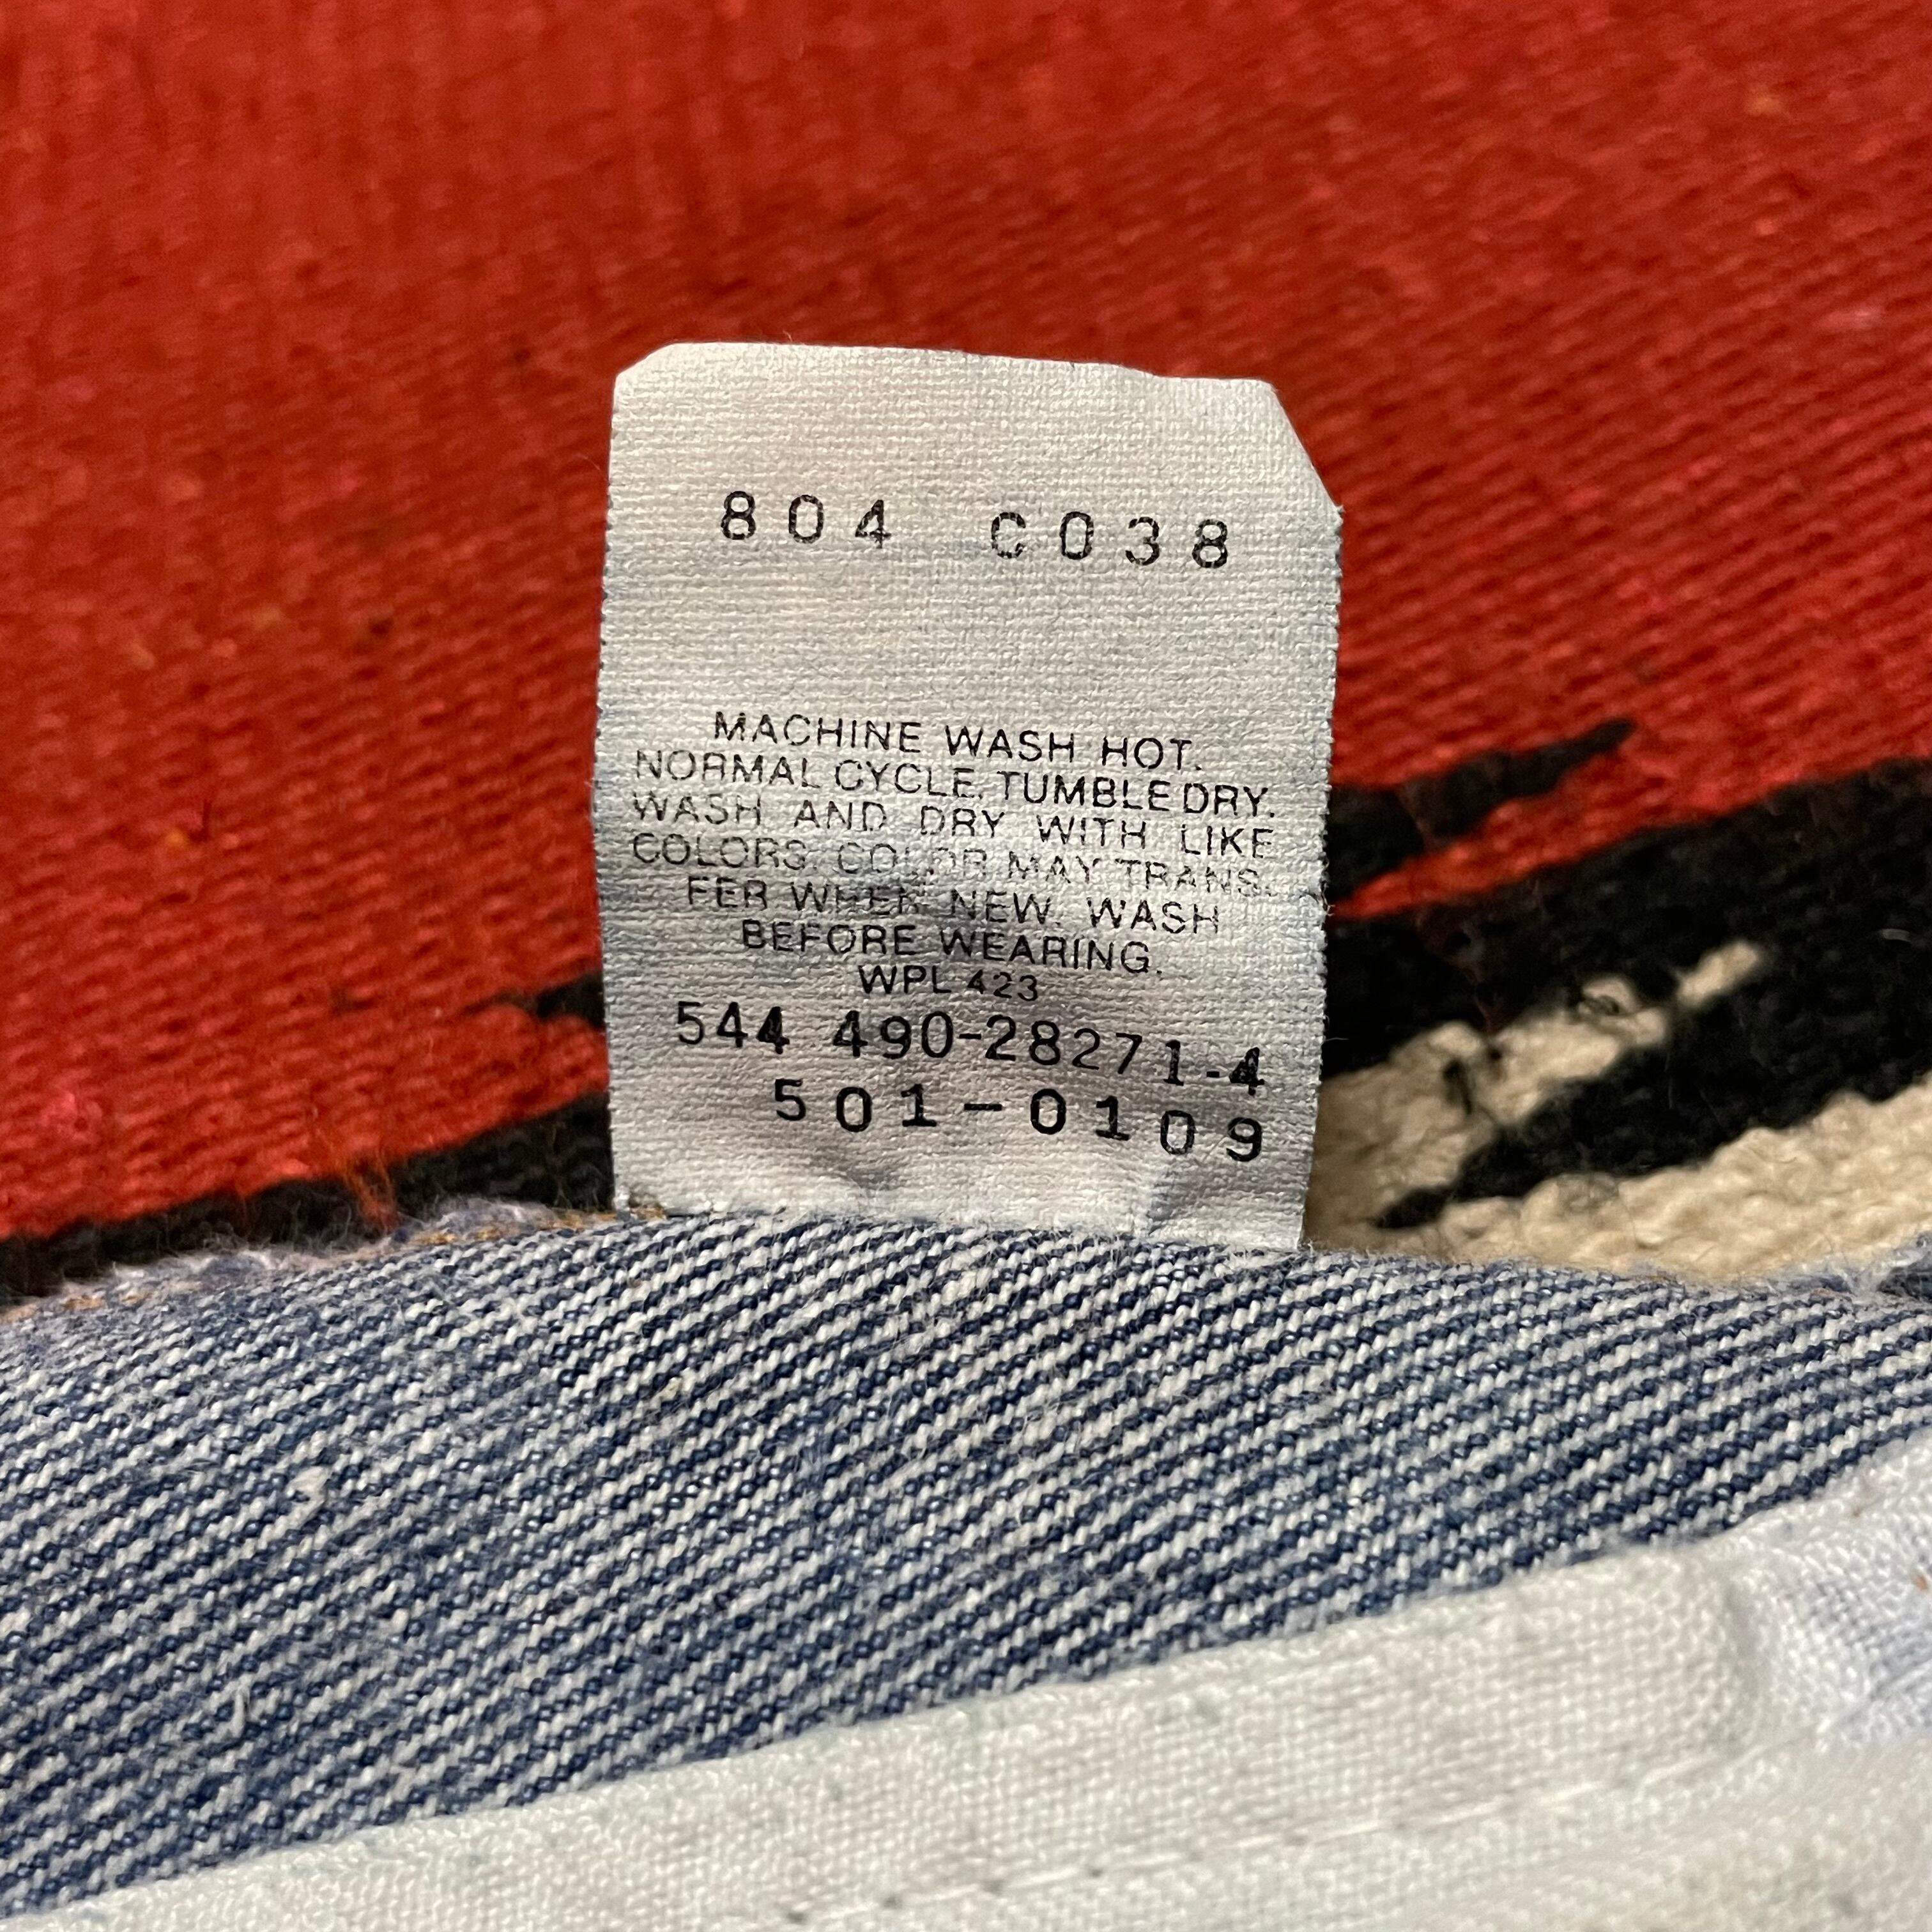 804 C038
MACHINE WASH HOT.
NORMAL CYCLE. TUMBLE DRY.
WASH AND DRY WITH LIKE
COLORS. COLOR MAY TRANS-
FER WHEN NEW. WASH
BEFORE WEARING.
WPL 423
544 490-28271-4
501-0109